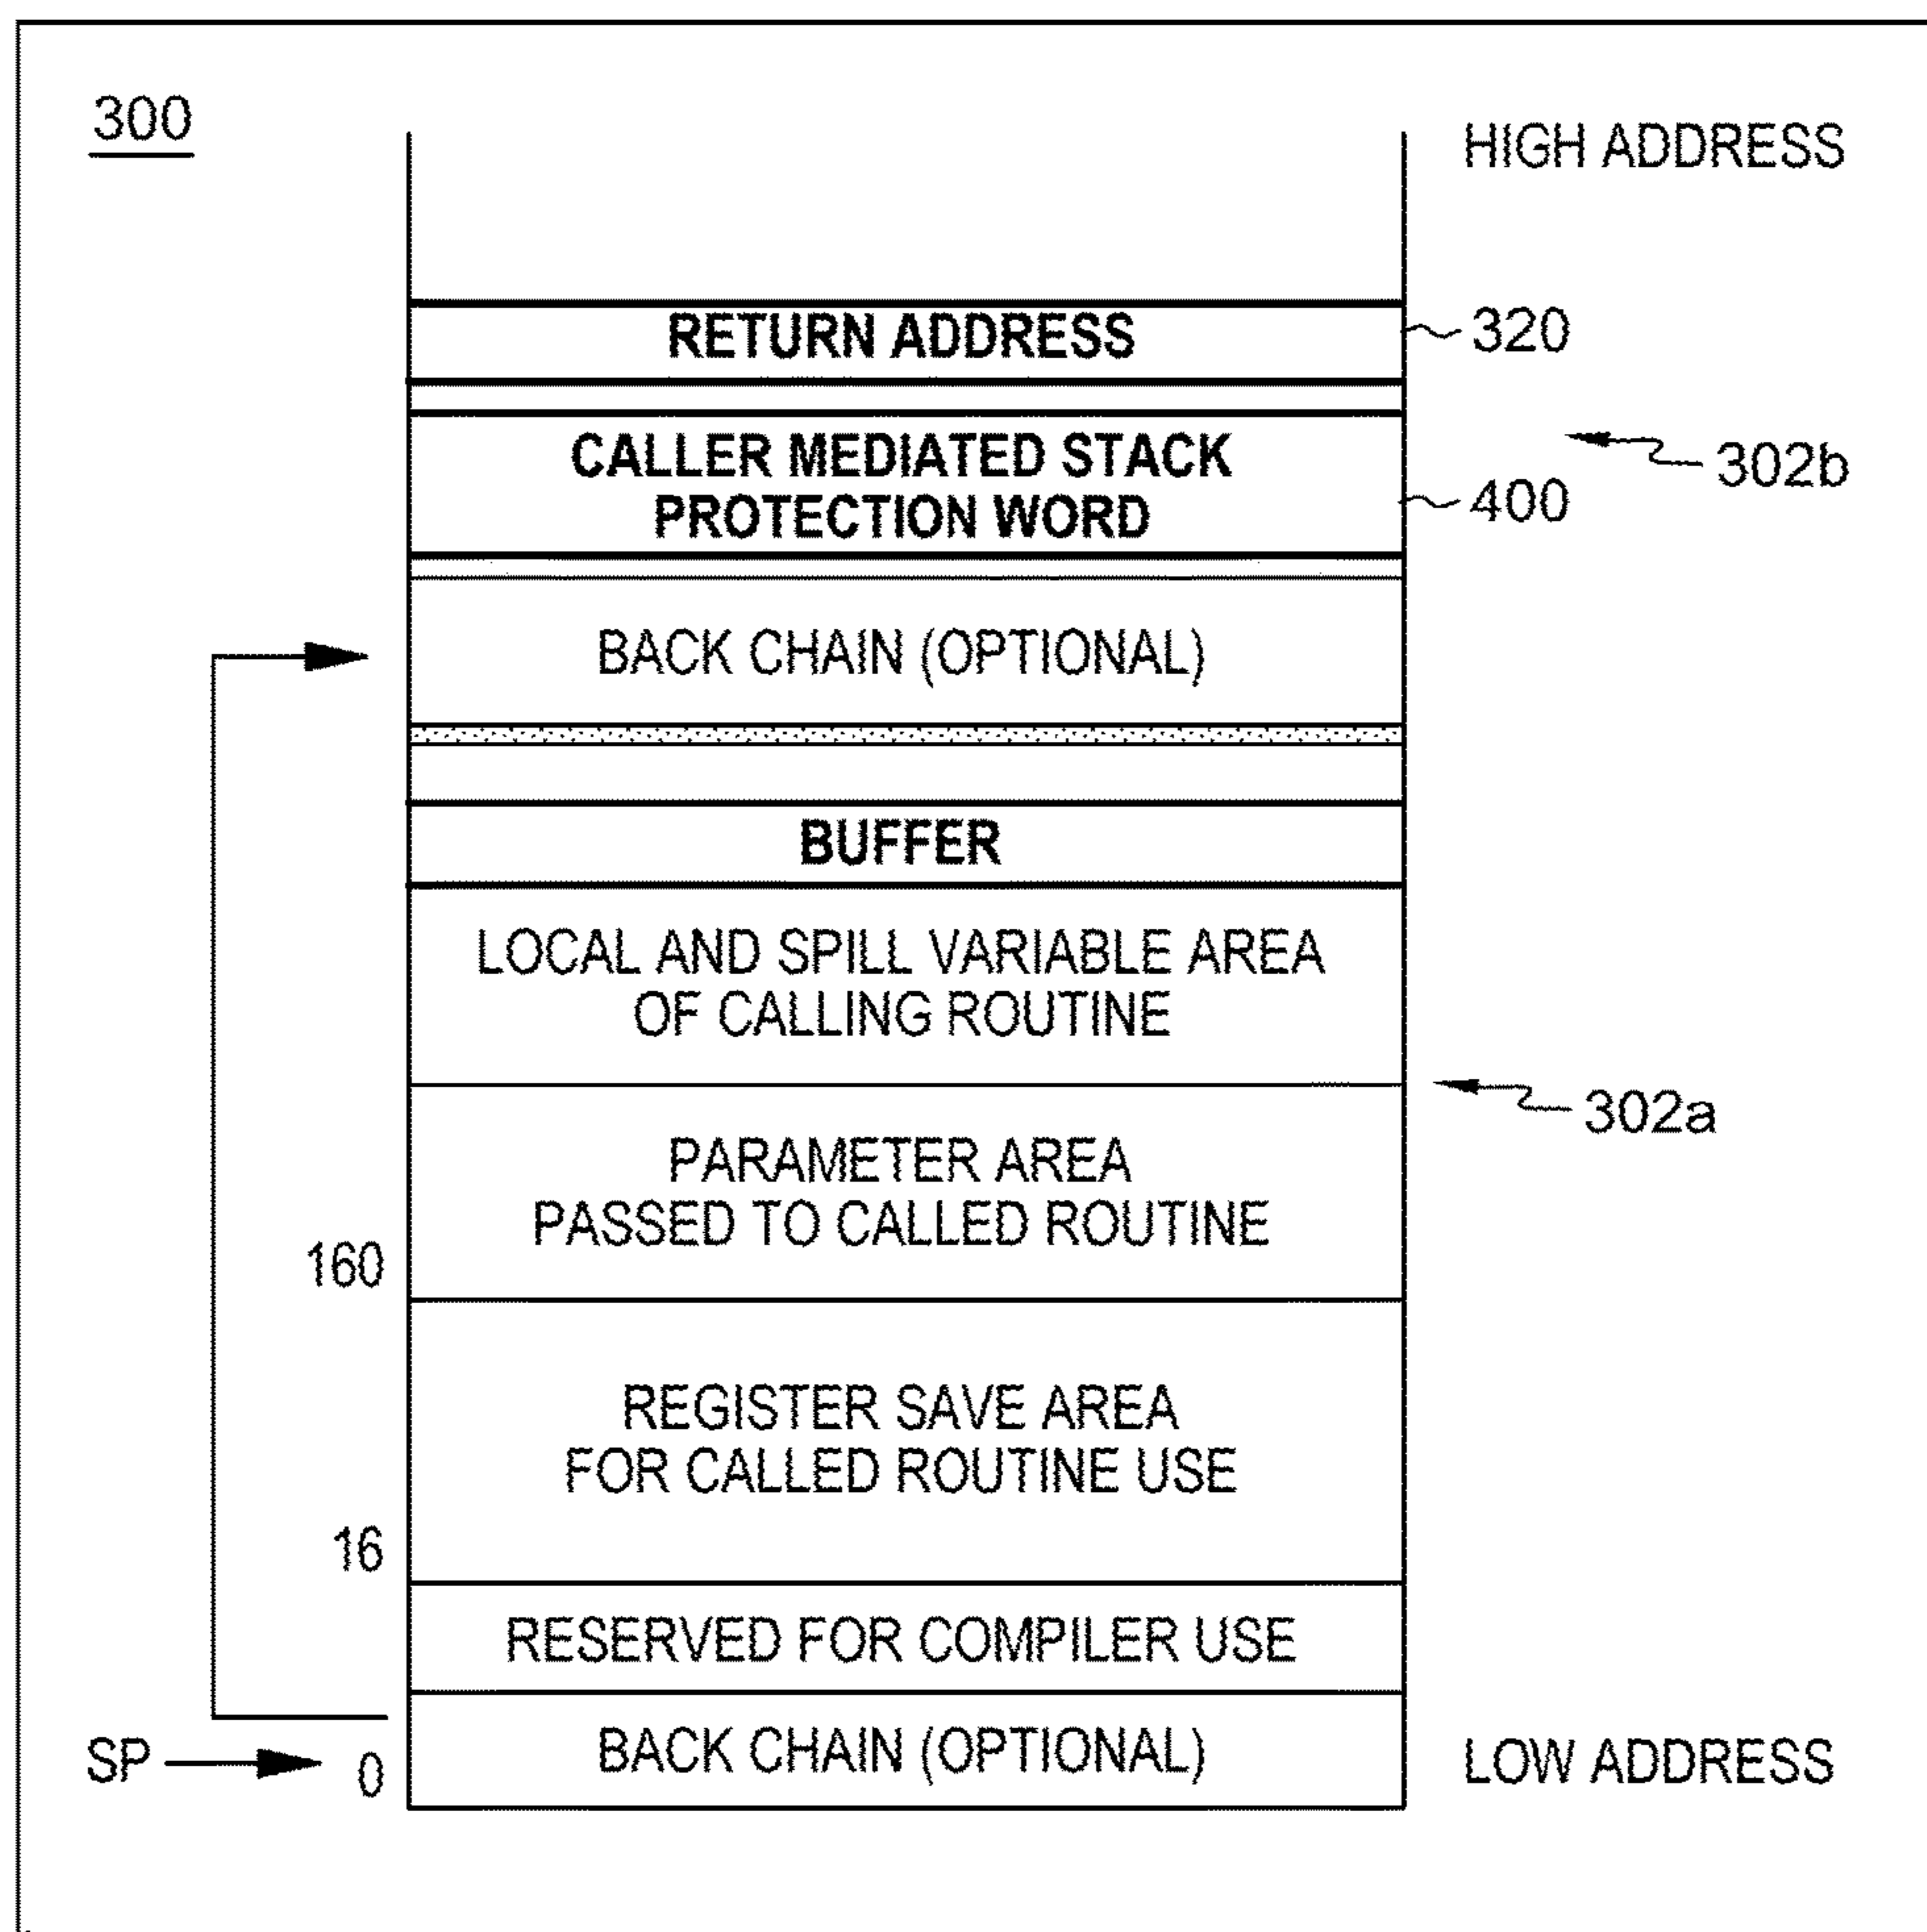 300
HIGH ADDRESS
RETURN ADDRESS
320
CALLER MEDIATED STACK
PROTECTION WORD
302b
400
BACK CHAIN (OPTIONAL)
BUFFER
LOCAL AND SPILL VARIABLE AREA
OF CALLING ROUTINE
302a
PARAMETER AREA
PASSED TO CALLED ROUTINE
160
REGISTER SAVE AREA
FOR CALLED ROUTINE USE
16
RESERVED FOR COMPILER USE
SP
0
BACK CHAIN (OPTIONAL)
LOW ADDRESS